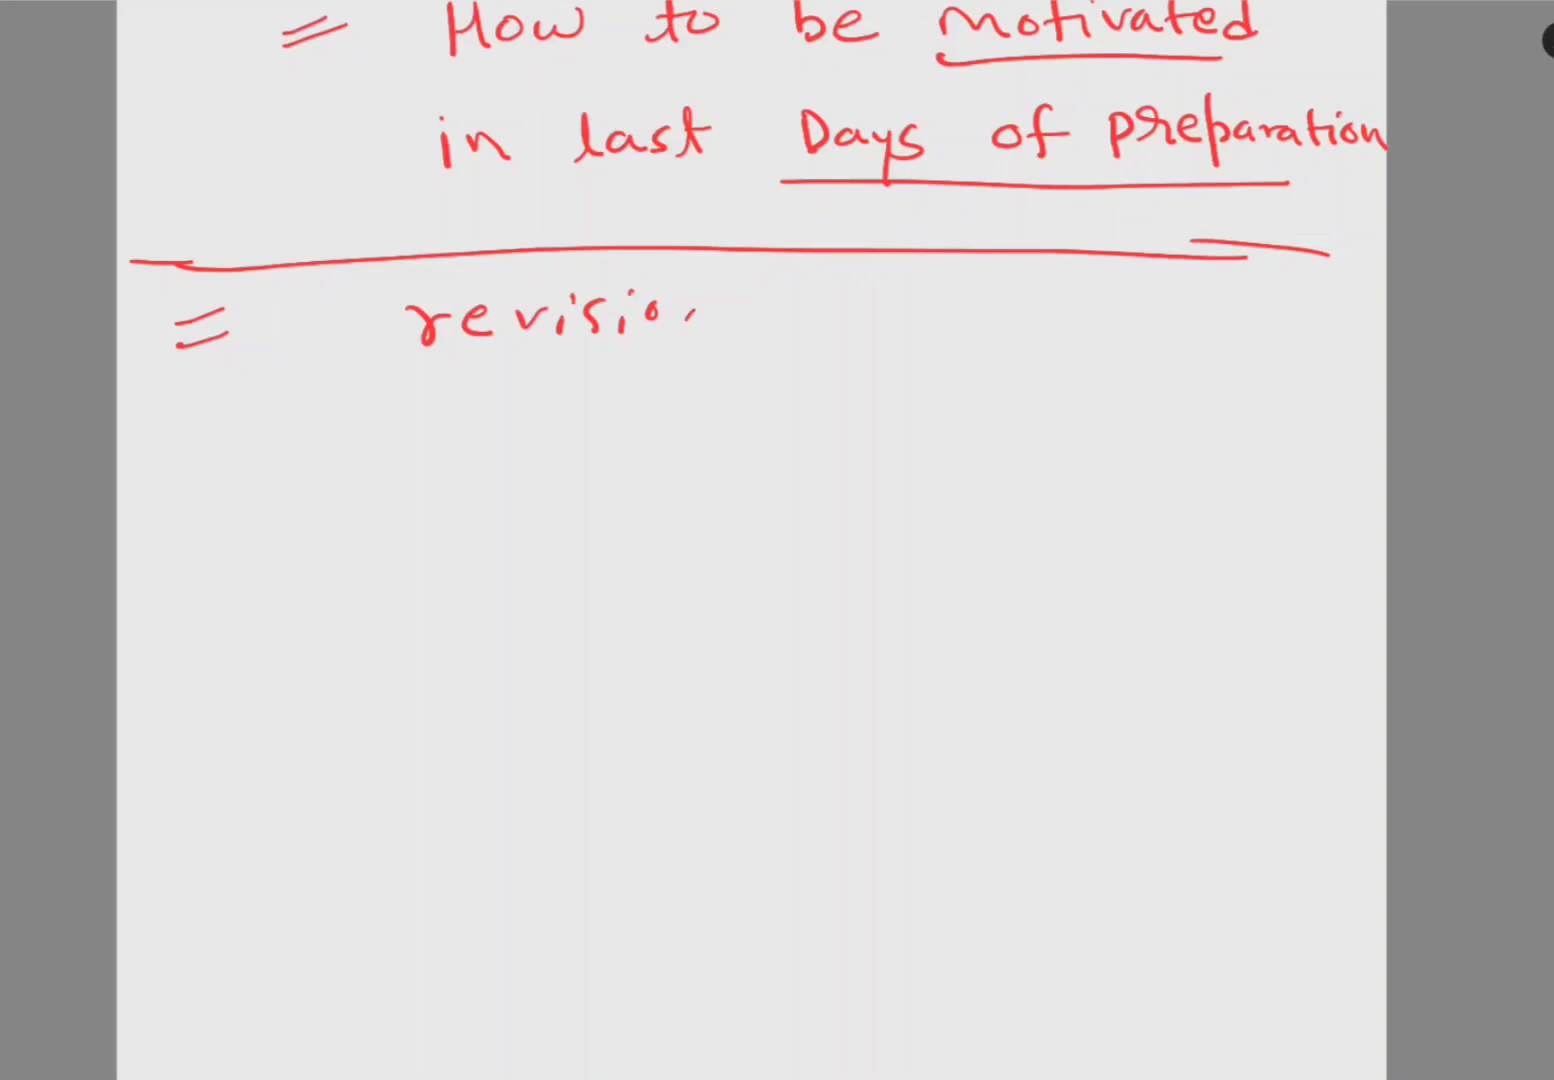 = How to be motivated
in last Days of preparation
= revisio